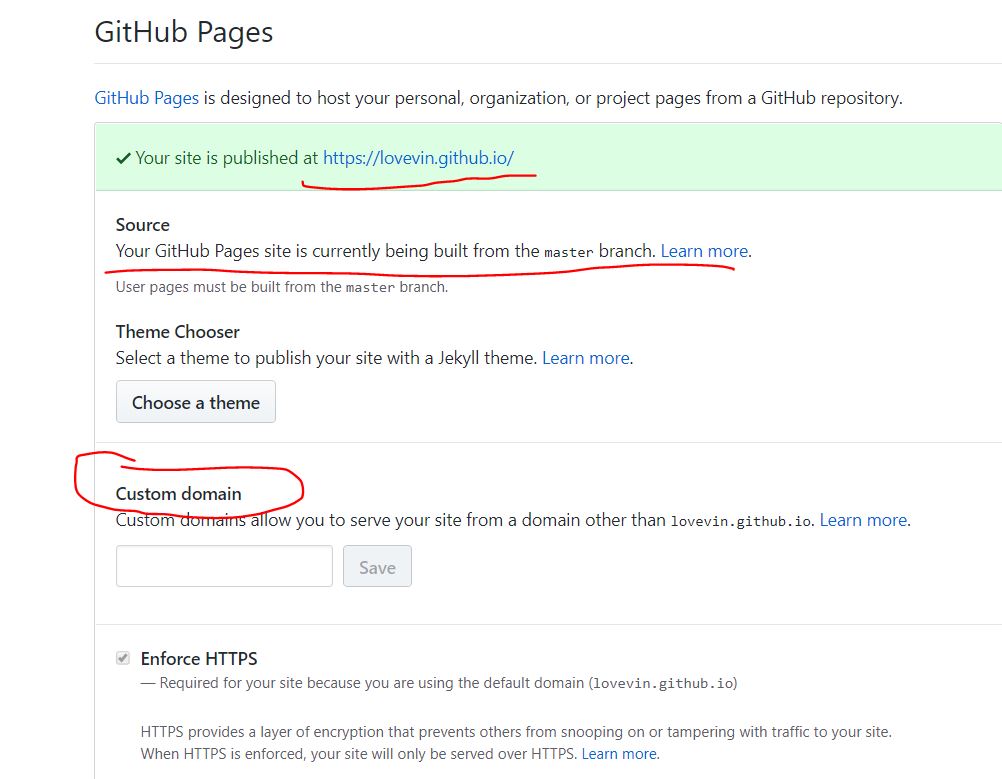 GitHub Pages
GitHub Pages is designed to host your personal, organization, or project pages from a GitHub repository.
Your site is published at https://lovevin.github.io/
Source
Your GitHub Pages site is currently being built from the master branch. Learn more.
User pages must be built from the master branch.
Theme Chooser
Select a theme to publish your site with a Jekyll theme. Learn more.
Choose a theme
Custom domain
Custom domains allow you to serve your site from a domain other than lovevin.github.io. Learn more.
Save
Enforce HTTPS
— Required for your site because you are using the default domain (lovevin.github.io)
HTTPS provides a layer of encryption that prevents others from snooping on or tampering with traffic to your site.
When HTTPS is enforced, your site will only be served over HTTPS. Learn more.